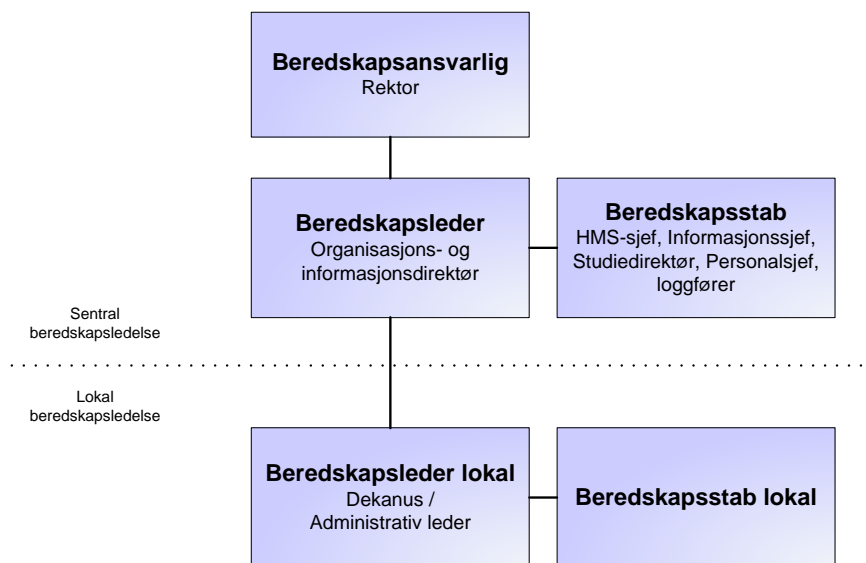 Beredskapsansvarlig
Rektor
Beredskapsleder
Organisasjons- og
informasjonsdirektør
Beredskapsstab
HMS-sjef, Informasjonssjef,
Studiedirektør, Personalsjef,
loggfører
Sentral
beredskapsledelse
Lokal
beredskapsledelse
Beredskapsleder lokal
Dekanus /
Administrativ leder
Beredskapsstab lokal